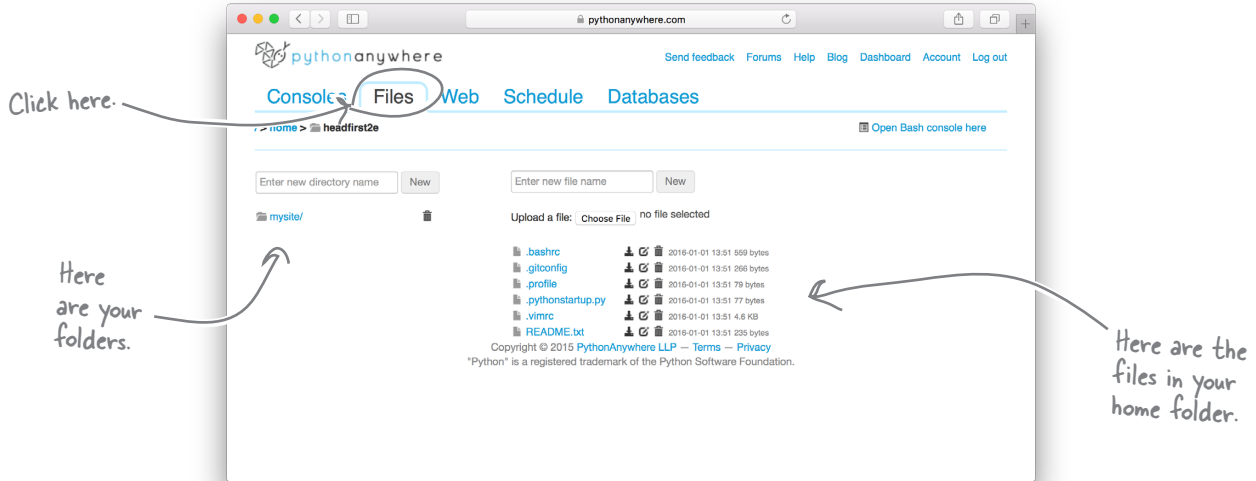 pythonanywhere.com
pythonanywhere
Send feedback Forums Help Blog Dashboard Account Log out
Click here.
Consoles Files Web Schedule Databases
/ > home > headfirst2e
Open Bash console here
Enter new directory name New
Enter new file name New
mysite/
Upload a file: Choose File no file selected
.bashrc 2016-01-01 13:51 559 bytes
.gitconfig 2016-01-01 13:51 266 bytes
.profile 2016-01-01 13:51 79 bytes
.pythonstartup.py 2016-01-01 13:51 77 bytes
.vimrc 2016-01-01 13:51 4.6 KB
README.txt 2016-01-01 13:51 235 bytes
Here
are your
folders.
Copyright © 2015 PythonAnywhere LLP — Terms — Privacy
"Python" is a registered trademark of the Python Software Foundation.
Here are the
files in your
home folder.